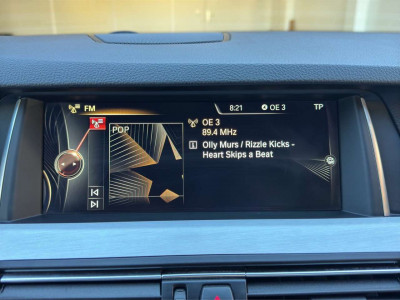 FM
8:21
OE 3
TP
POP
OE 3
89.4 MHz
Olly Murs / Rizzle Kicks -
Heart Skips a Beat